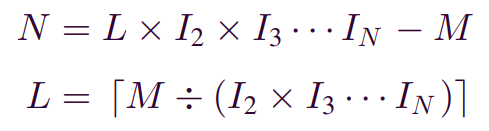 N = L × I₂ × I₃ ⋯ I_N − M
L = ⌈M ÷ (I₂ × I₃ ⋯ I_N)⌉